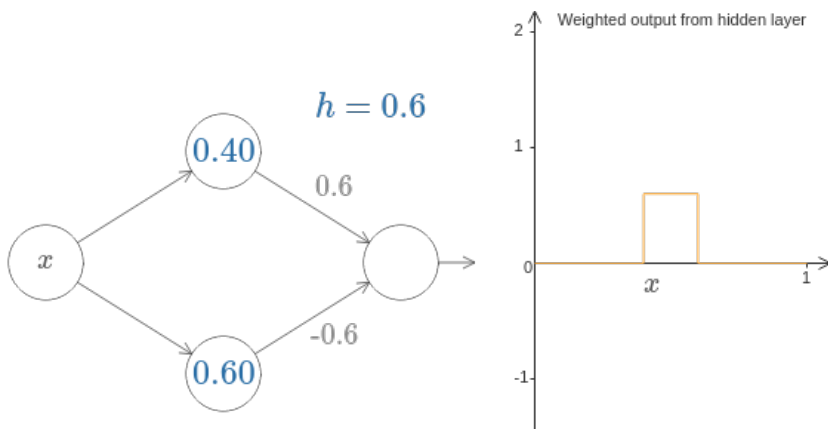 h = 0.6
0.40
0.6
x
-0.6
0.60
Weighted output from hidden layer
2
1
0
x
1
-1